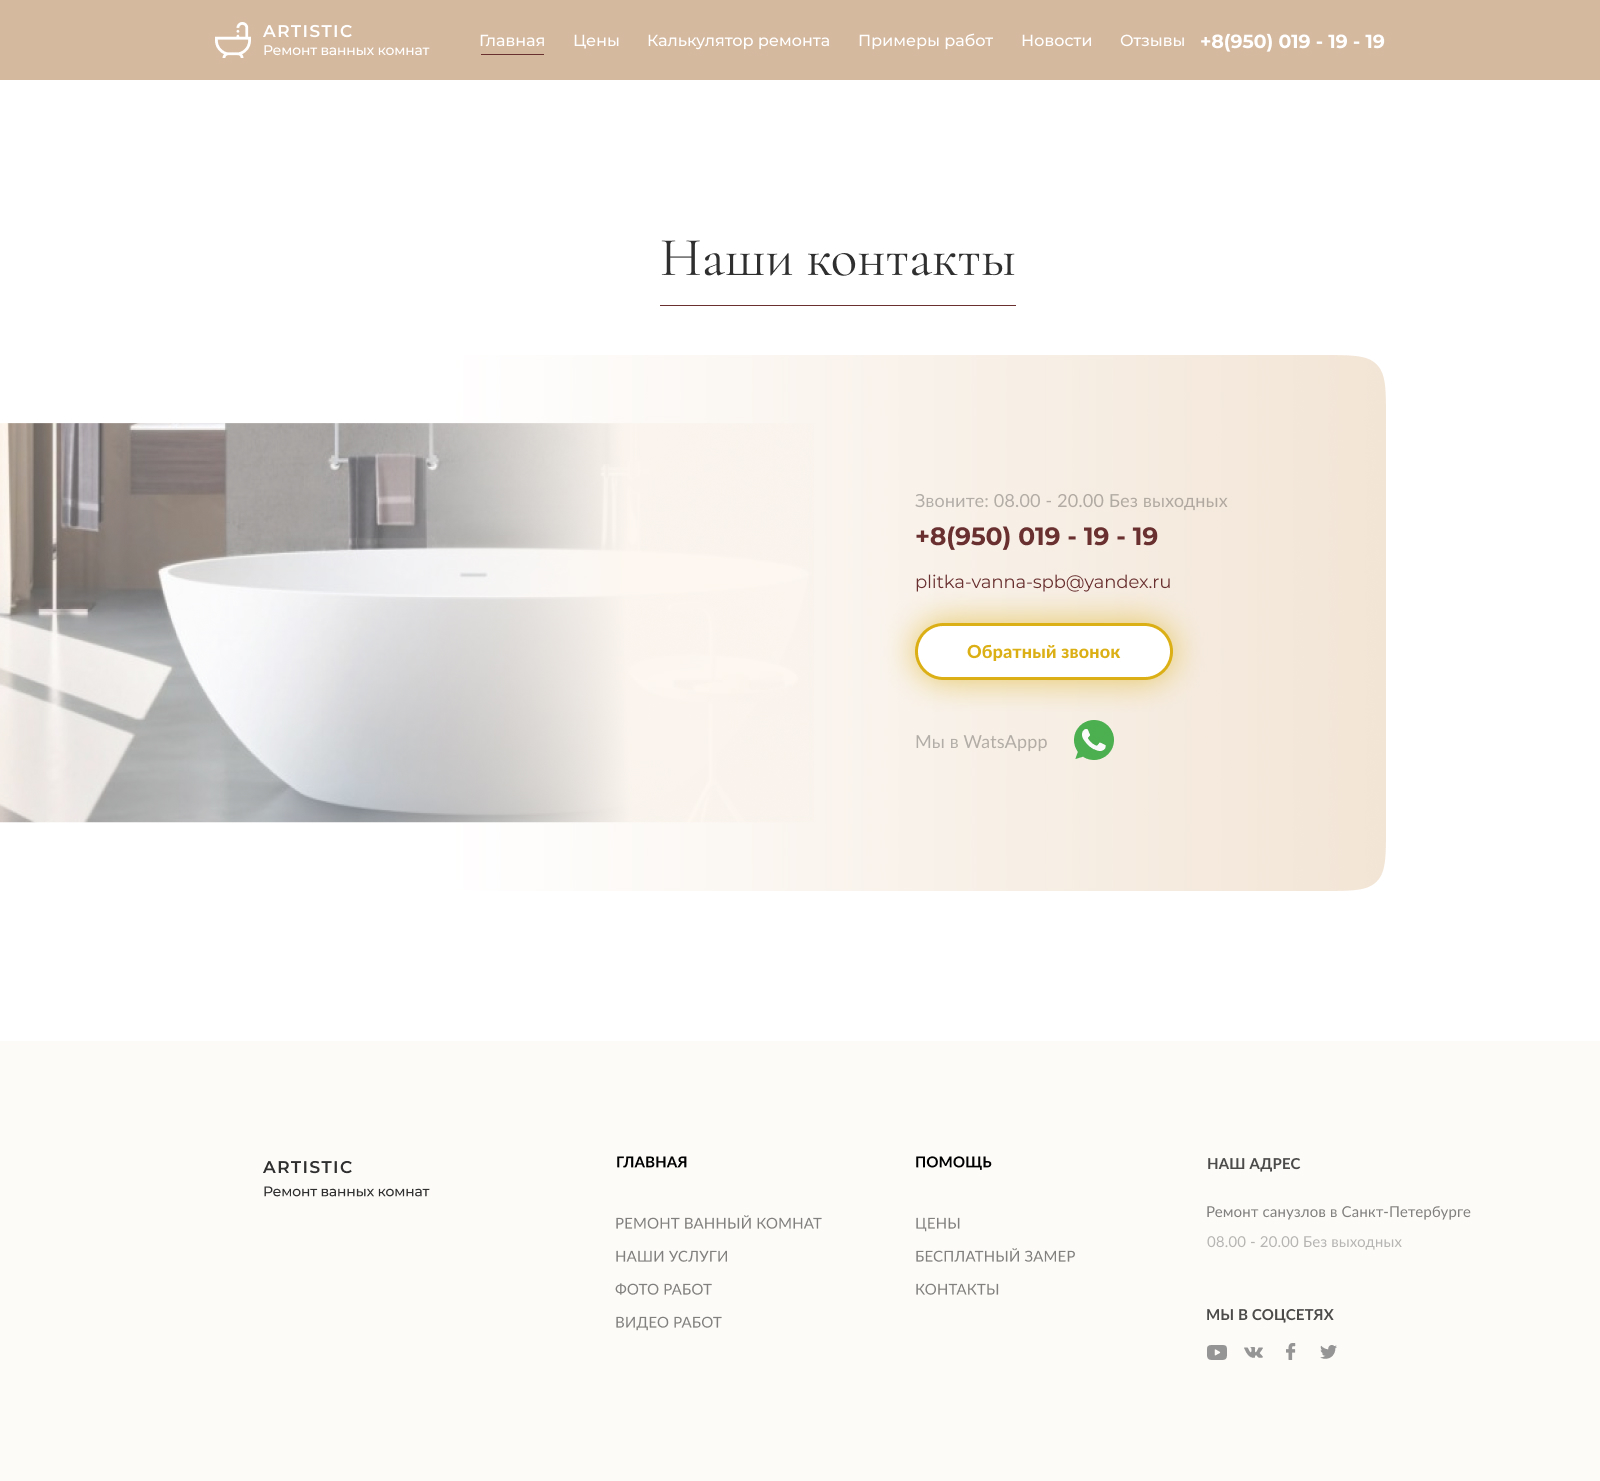 ARTISTIC
Ремонт ванных комнат
Главная Цены Калькулятор ремонта Примеры работ Новости Отзывы +8(950) 019 - 19 - 19
Наши контакты
Звоните: 08.00 - 20.00 Без выходных
+8(950) 019 - 19 - 19
plitka-vanna-spb@yandex.ru
Обратный звонок
Мы в WatsAppp
ARTISTIC
Ремонт ванных комнат
ГЛАВНАЯ
РЕМОНТ ВАННЫЙ КОМНАТ
НАШИ УСЛУГИ
ФОТО РАБОТ
ВИДЕО РАБОТ
ПОМОЩЬ
ЦЕНЫ
БЕСПЛАТНЫЙ ЗАМЕР
КОНТАКТЫ
НАШ АДРЕС
Ремонт санузлов в Санкт-Петербурге
08.00 - 20.00 Без выходных
МЫ В СОЦСЕТЯХ